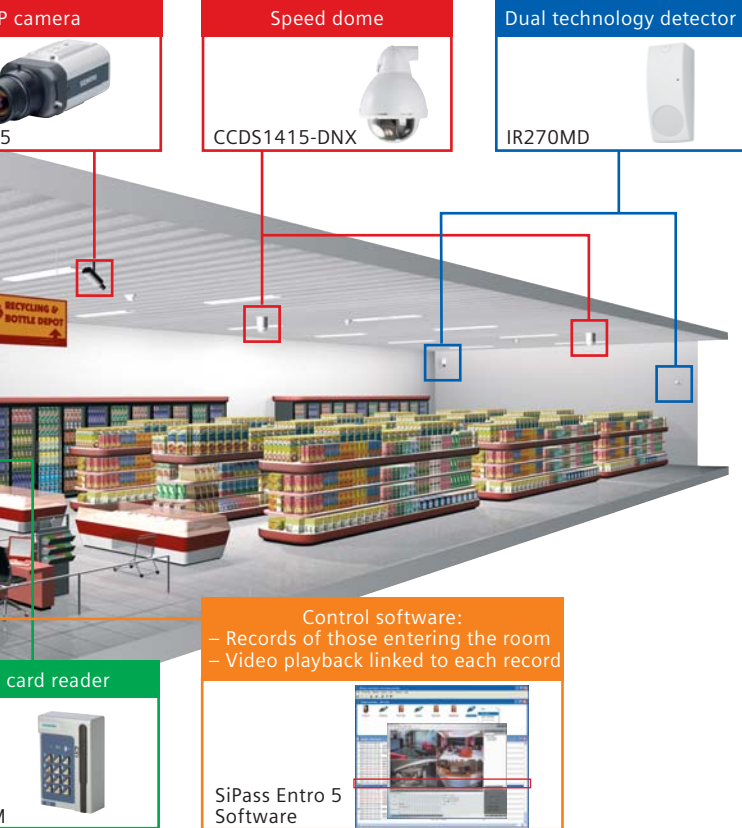 P camera
Speed dome
Dual technology detector
SIEMENS
5
CCDS1415-DNX
IR270MD
RECYCLING &
BOTTLE DEPOT
Control software:
– Records of those entering the room
– Video playback linked to each record
card reader
SiPass Entro 5
Software
M